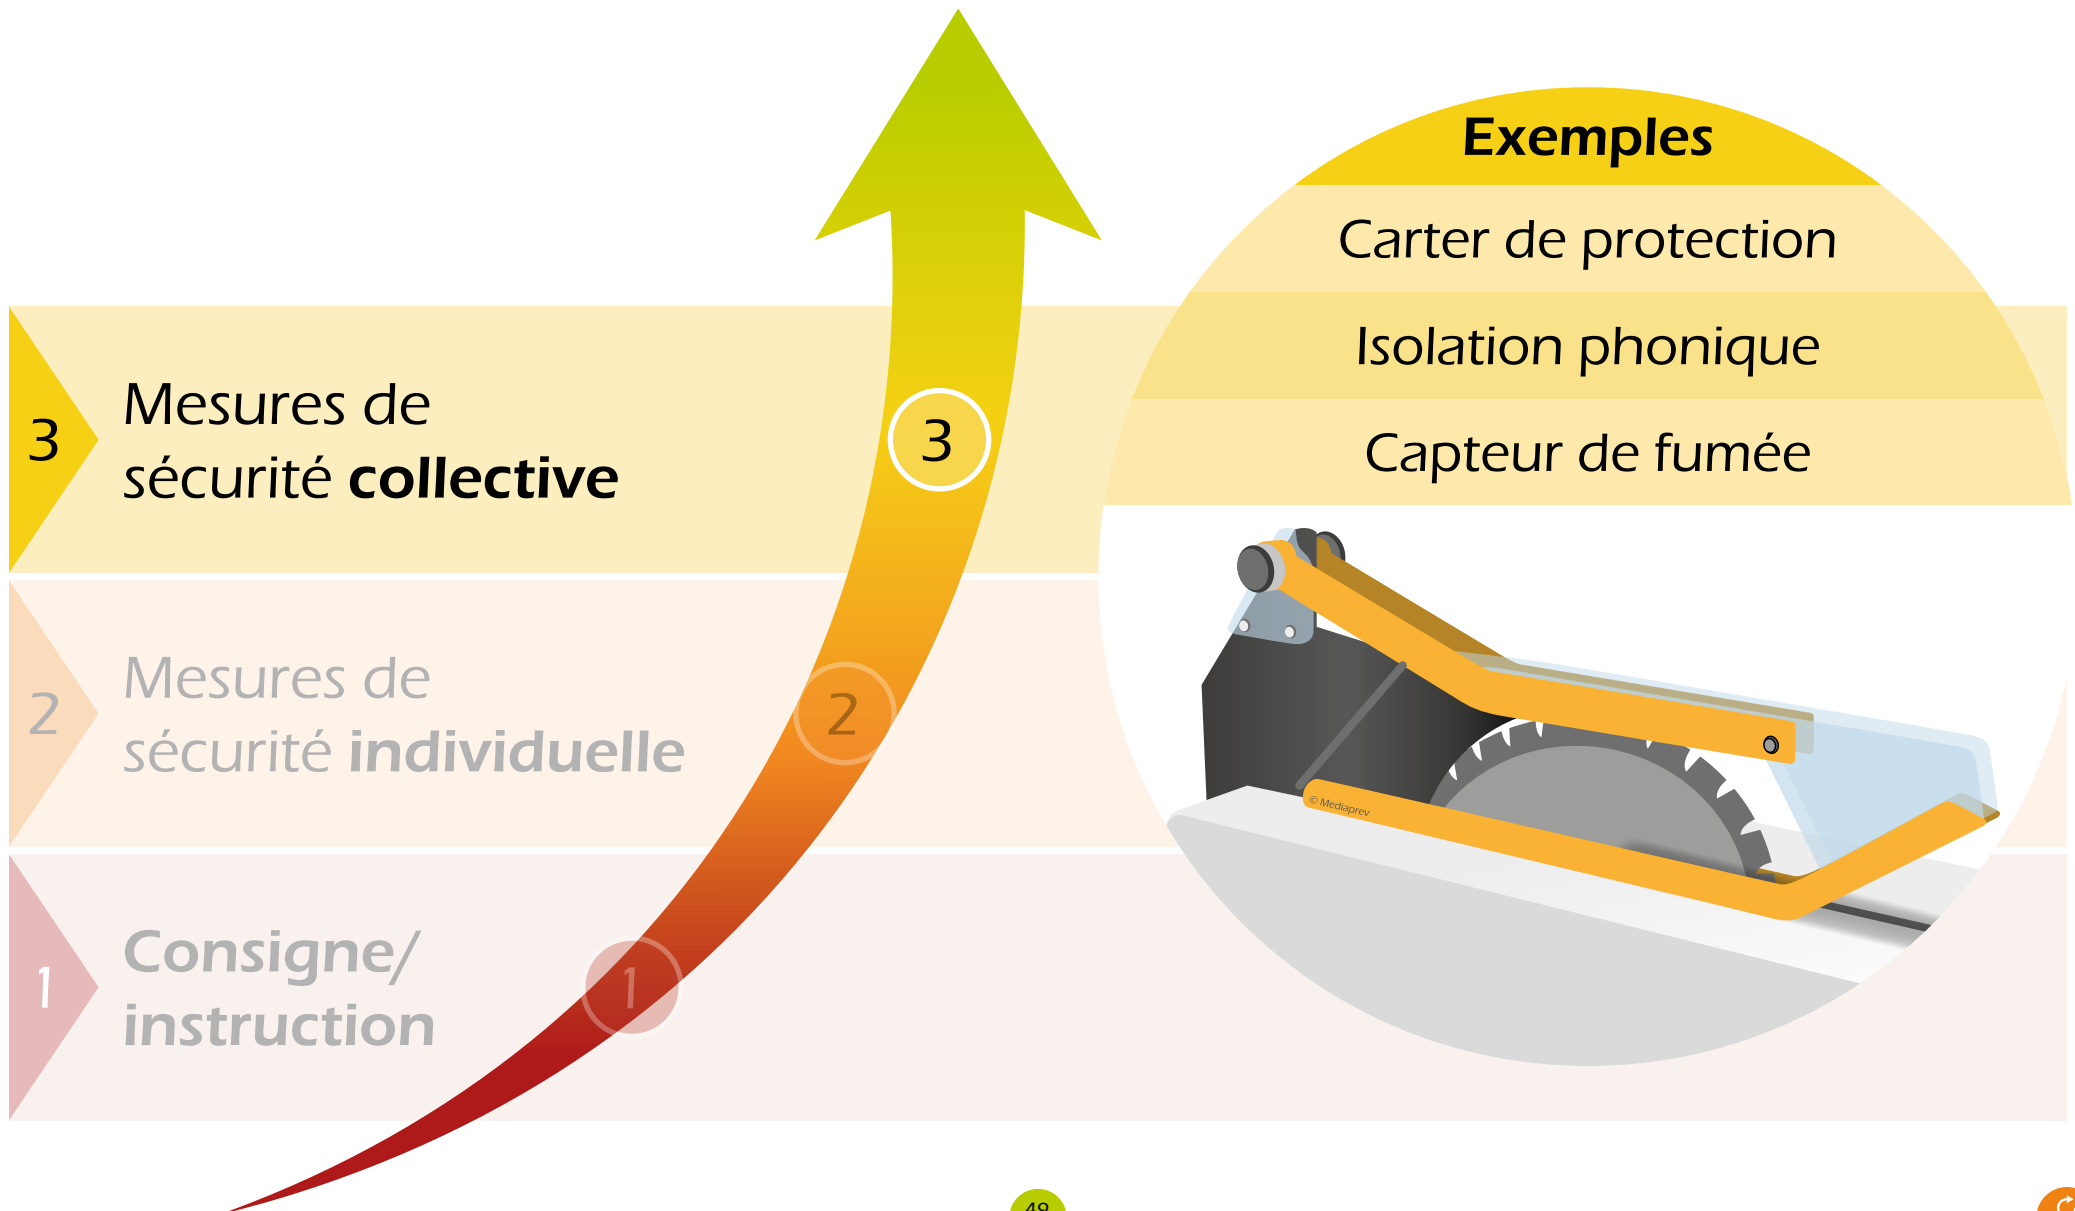 Exemples
Carter de protection
Isolation phonique
Capteur de fumée
3
Mesures de
sécurité collective
3
2
Mesures de
sécurité individuelle
2
1
Consigne/
instruction
1
© Mediaprev
49